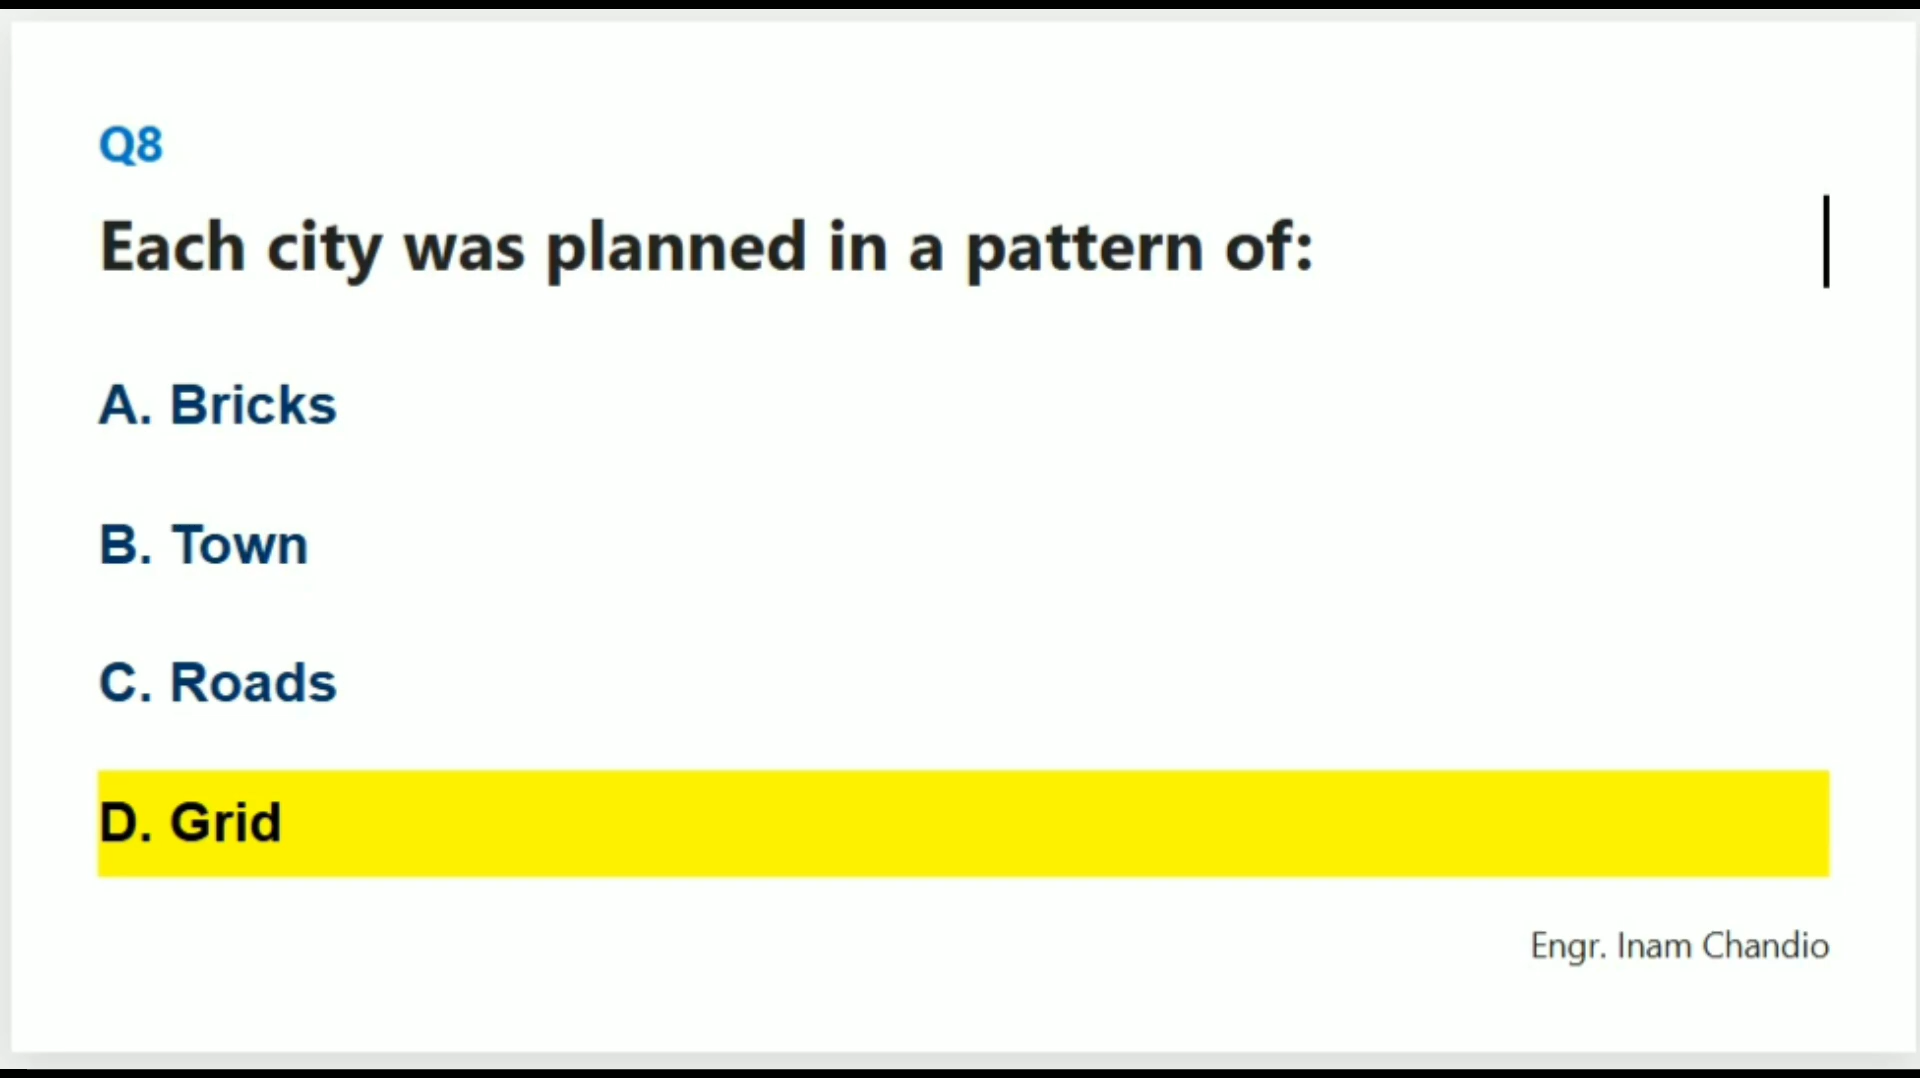 Q8
Each city was planned in a pattern of:
A. Bricks
B. Town
C. Roads
D. Grid
Engr. Inam Chandio